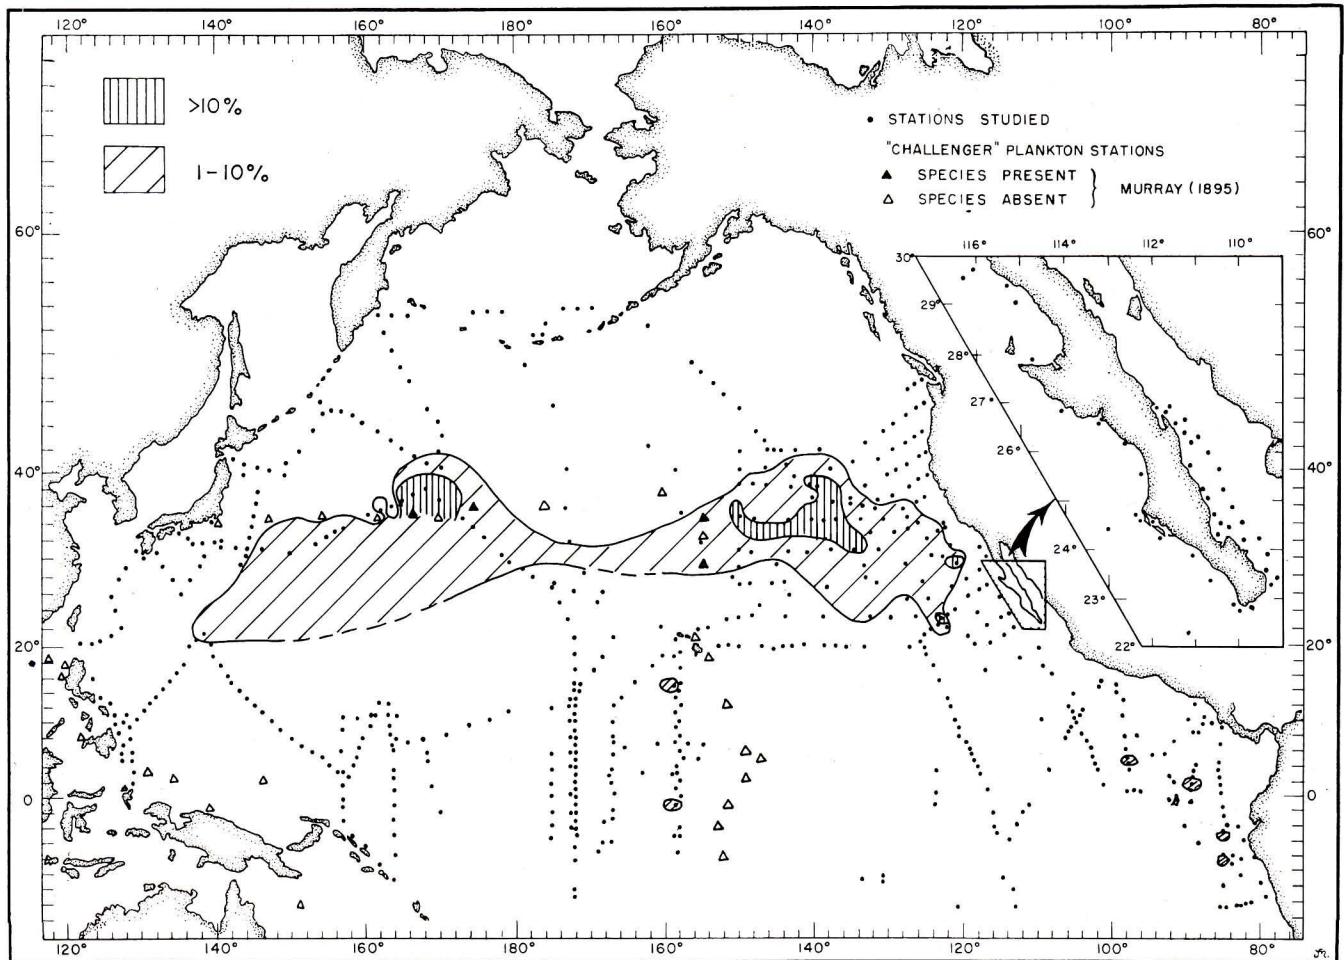 120° 140° 160° 180° 160° 140° 120° 100° 80°
>10%
1-10%
• STATIONS STUDIED
"CHALLENGER" PLANKTON STATIONS
▲ SPECIES PRESENT
△ SPECIES ABSENT
MURRAY (1895)
60° 60°
116° 114° 112° 110°
30°
29°
28°
27°
26°
40° 40°
24°
23°
22°
20° 20°
0 0
120° 140° 160° 180° 160° 140° 120° 100° 80°